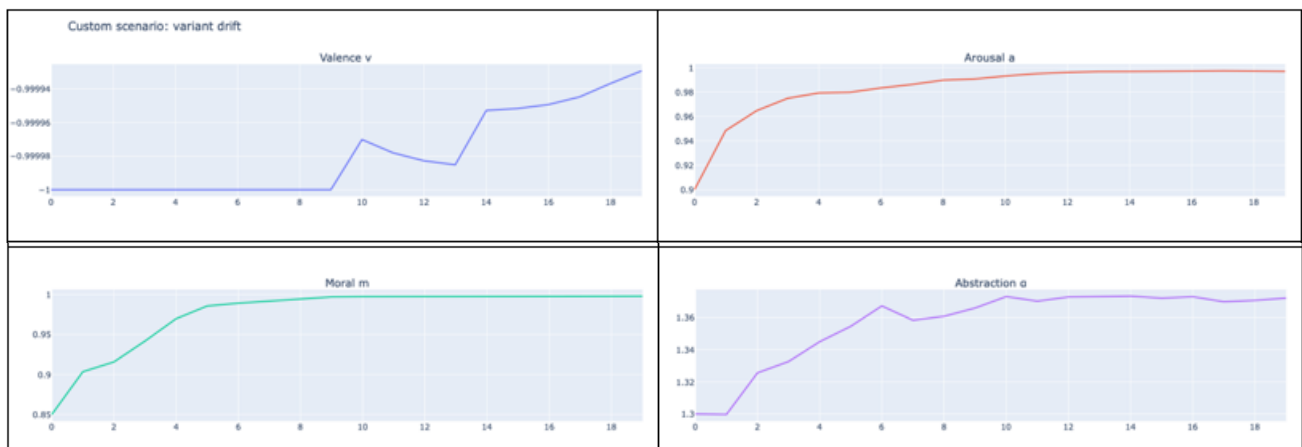 Custom scenario: variant drift
Valence v
−0.99994
−0.99996
−0.99998
−1
0 2 4 6 8 10 12 14 16 18
Arousal a
1
0.98
0.96
0.94
0.92
0.9
0 2 4 6 8 10 12 14 16 18
Moral m
1
0.95
0.9
0.85
0 2 4 6 8 10 12 14 16 18
Abstraction α
1.36
1.34
1.32
1.3
0 2 4 6 8 10 12 14 16 18